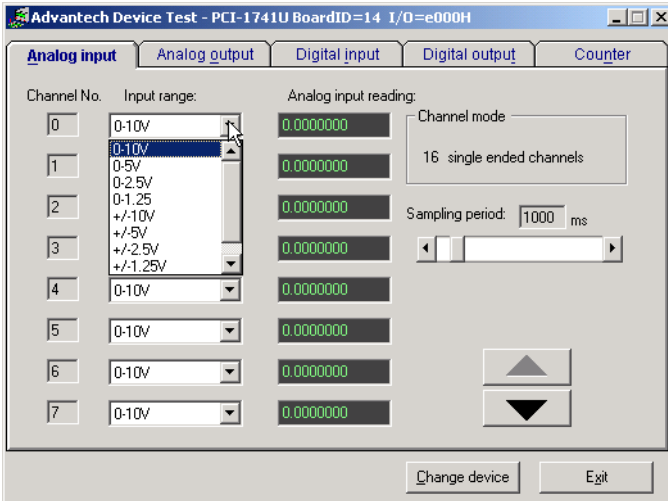 Advantech Device Test - PCI-1741U BoardID=14 I/O=e000H
Analog input
Analog output
Digital input
Digital output
Counter
Channel No. Input range: Analog input reading:
0 0-10V 0.0000000
Channel mode
16 single ended channels
0-10V
0-5V
0-2.5V
0-1.25
+/-10V
+/-5V
+/-2.5V
+/-1.25V
1 0.0000000
2 0.0000000
Sampling period: 1000 ms
3 0.0000000
4 0-10V 0.0000000
5 0-10V 0.0000000
6 0-10V 0.0000000
7 0-10V 0.0000000
Change device
Exit